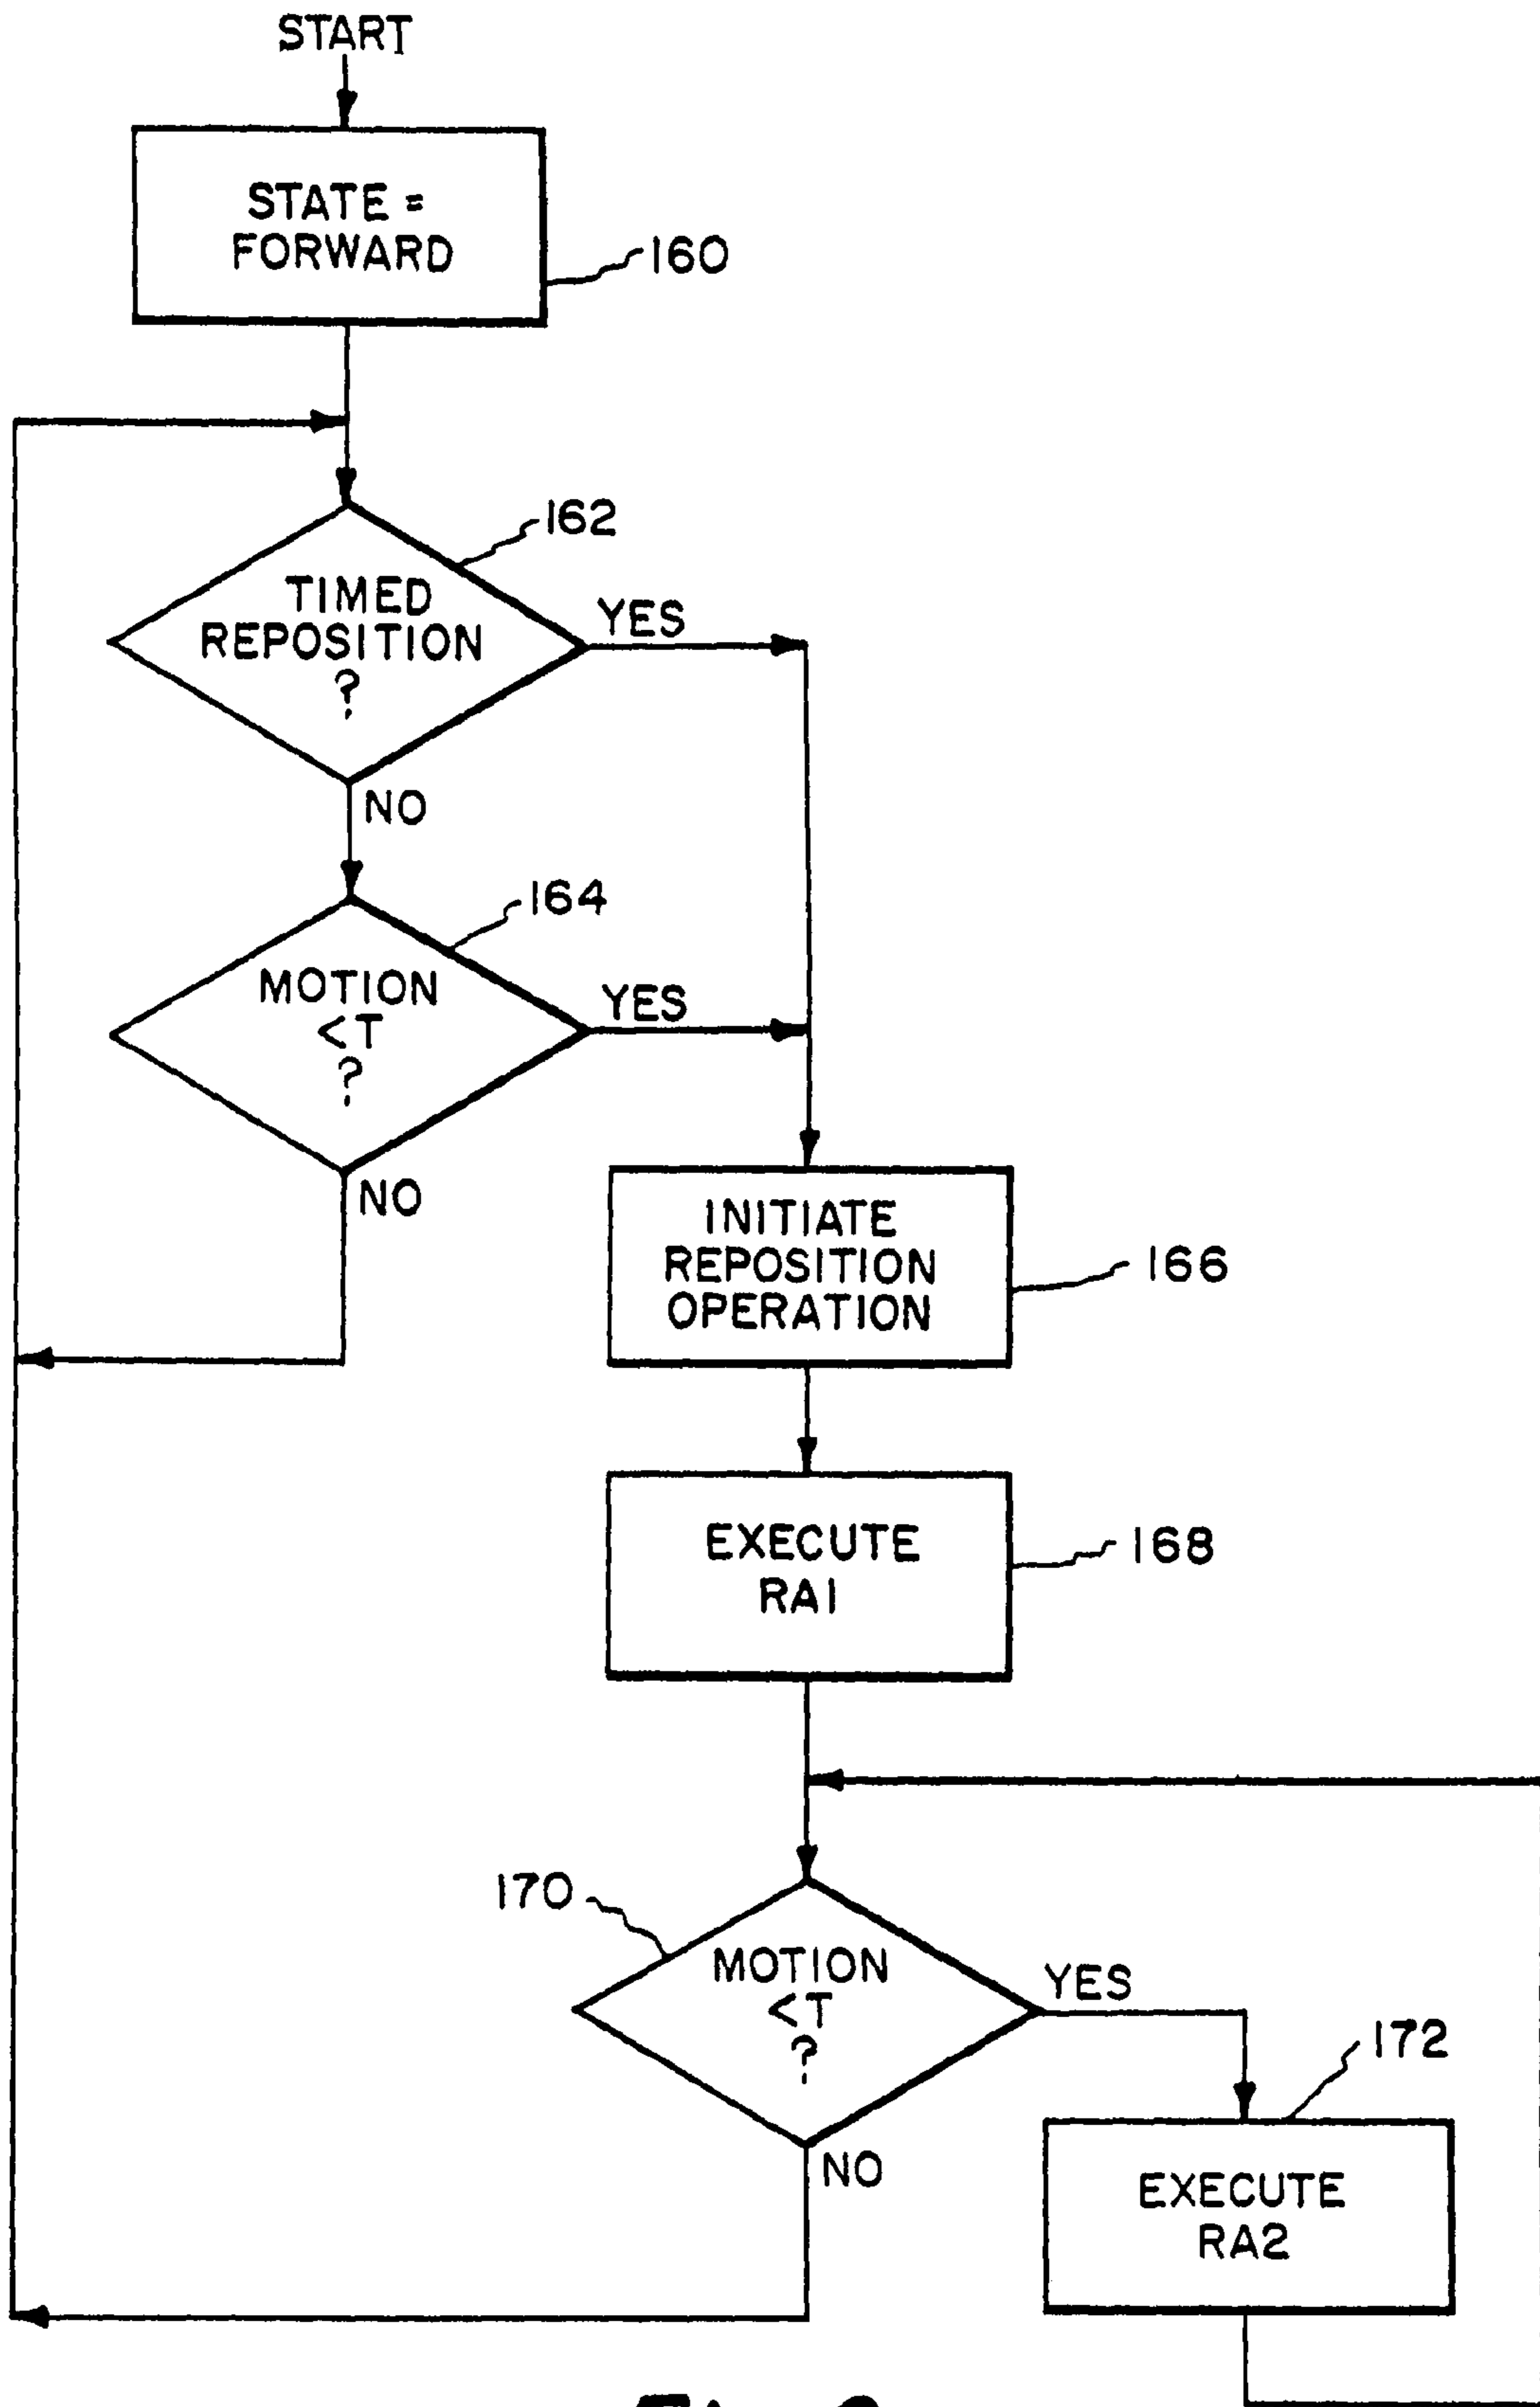 START
STATE =
FORWARD
160
162
TIMED
REPOSITION
?
YES
NO
164
MOTION
<T
?
YES
NO
INITIATE
REPOSITION
OPERATION
166
EXECUTE
RA1
168
170
MOTION
<T
?
YES
172
NO
EXECUTE
RA2